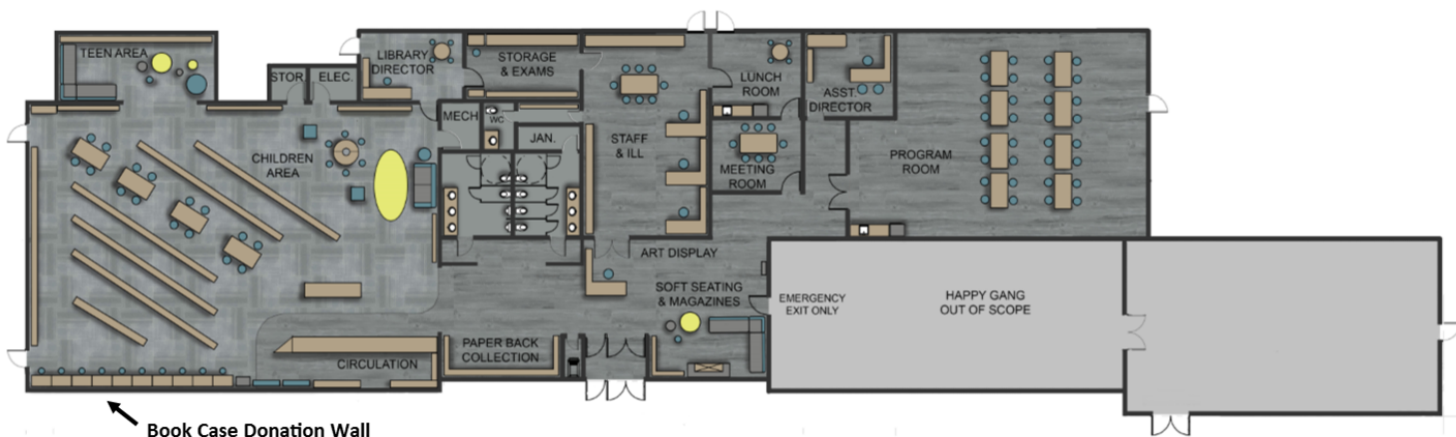 TEEN AREA
STOR.
ELEC.
LIBRARY
DIRECTOR
STORAGE
& EXAMS
LUNCH
ROOM
ASST.
DIRECTOR
MECH
WC
JAN.
STAFF
& ILL
MEETING
ROOM
PROGRAM
ROOM
CHILDREN
AREA
ART DISPLAY
SOFT SEATING
& MAGAZINES
EMERGENCY
EXIT ONLY
HAPPY GANG
OUT OF SCOPE
PAPER BACK
COLLECTION
CIRCULATION
Book Case Donation Wall